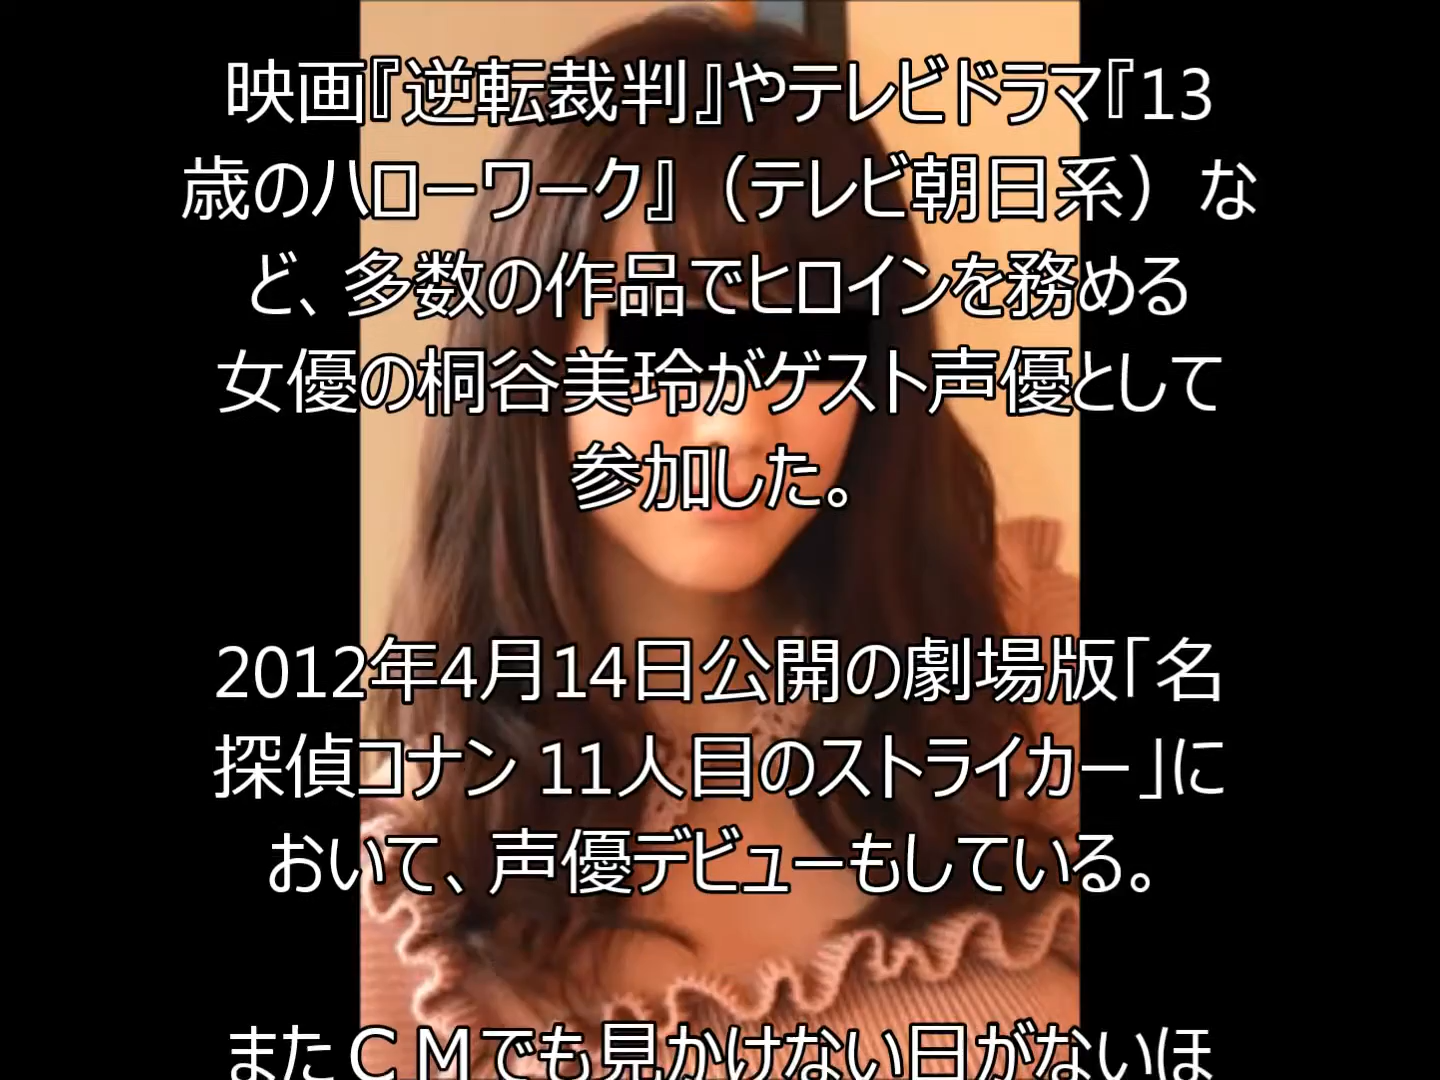 映画『逆転裁判』やテレビドラマ『13
歳のハローワーク』（テレビ朝日系）な
ど、多数の作品でヒロインを務める
女優の桐谷美玲がゲスト声優として
参加した。
2012年4月14日公開の劇場版「名
探偵コナン 11人目のストライカー」に
おいて、声優デビューもしている。
またＣＭでも見かけない日がないほ